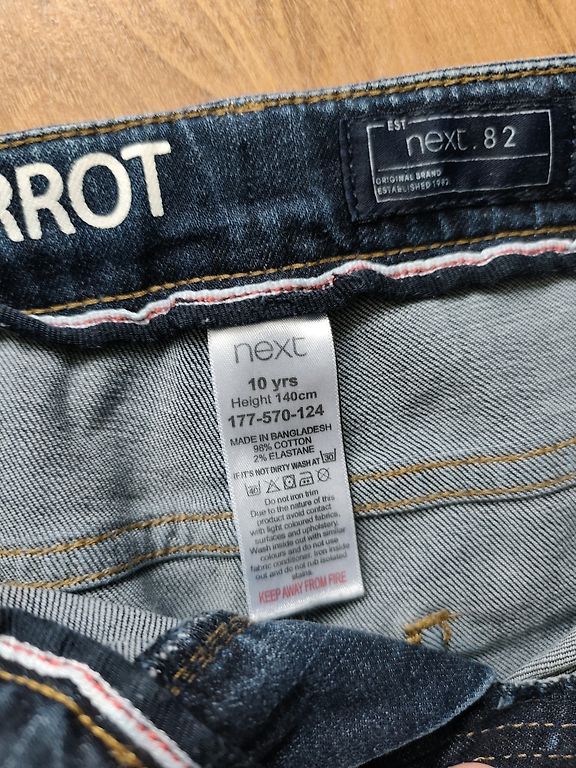 RROT
EST
next.82
ORIGINAL BRAND
ESTABLISHED 1982
next
10 yrs
Height 140cm
177-570-124
MADE IN BANGLADESH
98% COTTON
2% ELASTANE
IF IT'S NOT DIRTY WASH AT 30
40
Do not iron trim
Due to the nature of this
product avoid contact
with light coloured fabrics,
surfaces and upholstery.
Wash inside out with similar
colours and do not use
fabric conditioner. Iron inside
out and do not rub isolated
stains.
KEEP AWAY FROM FIRE